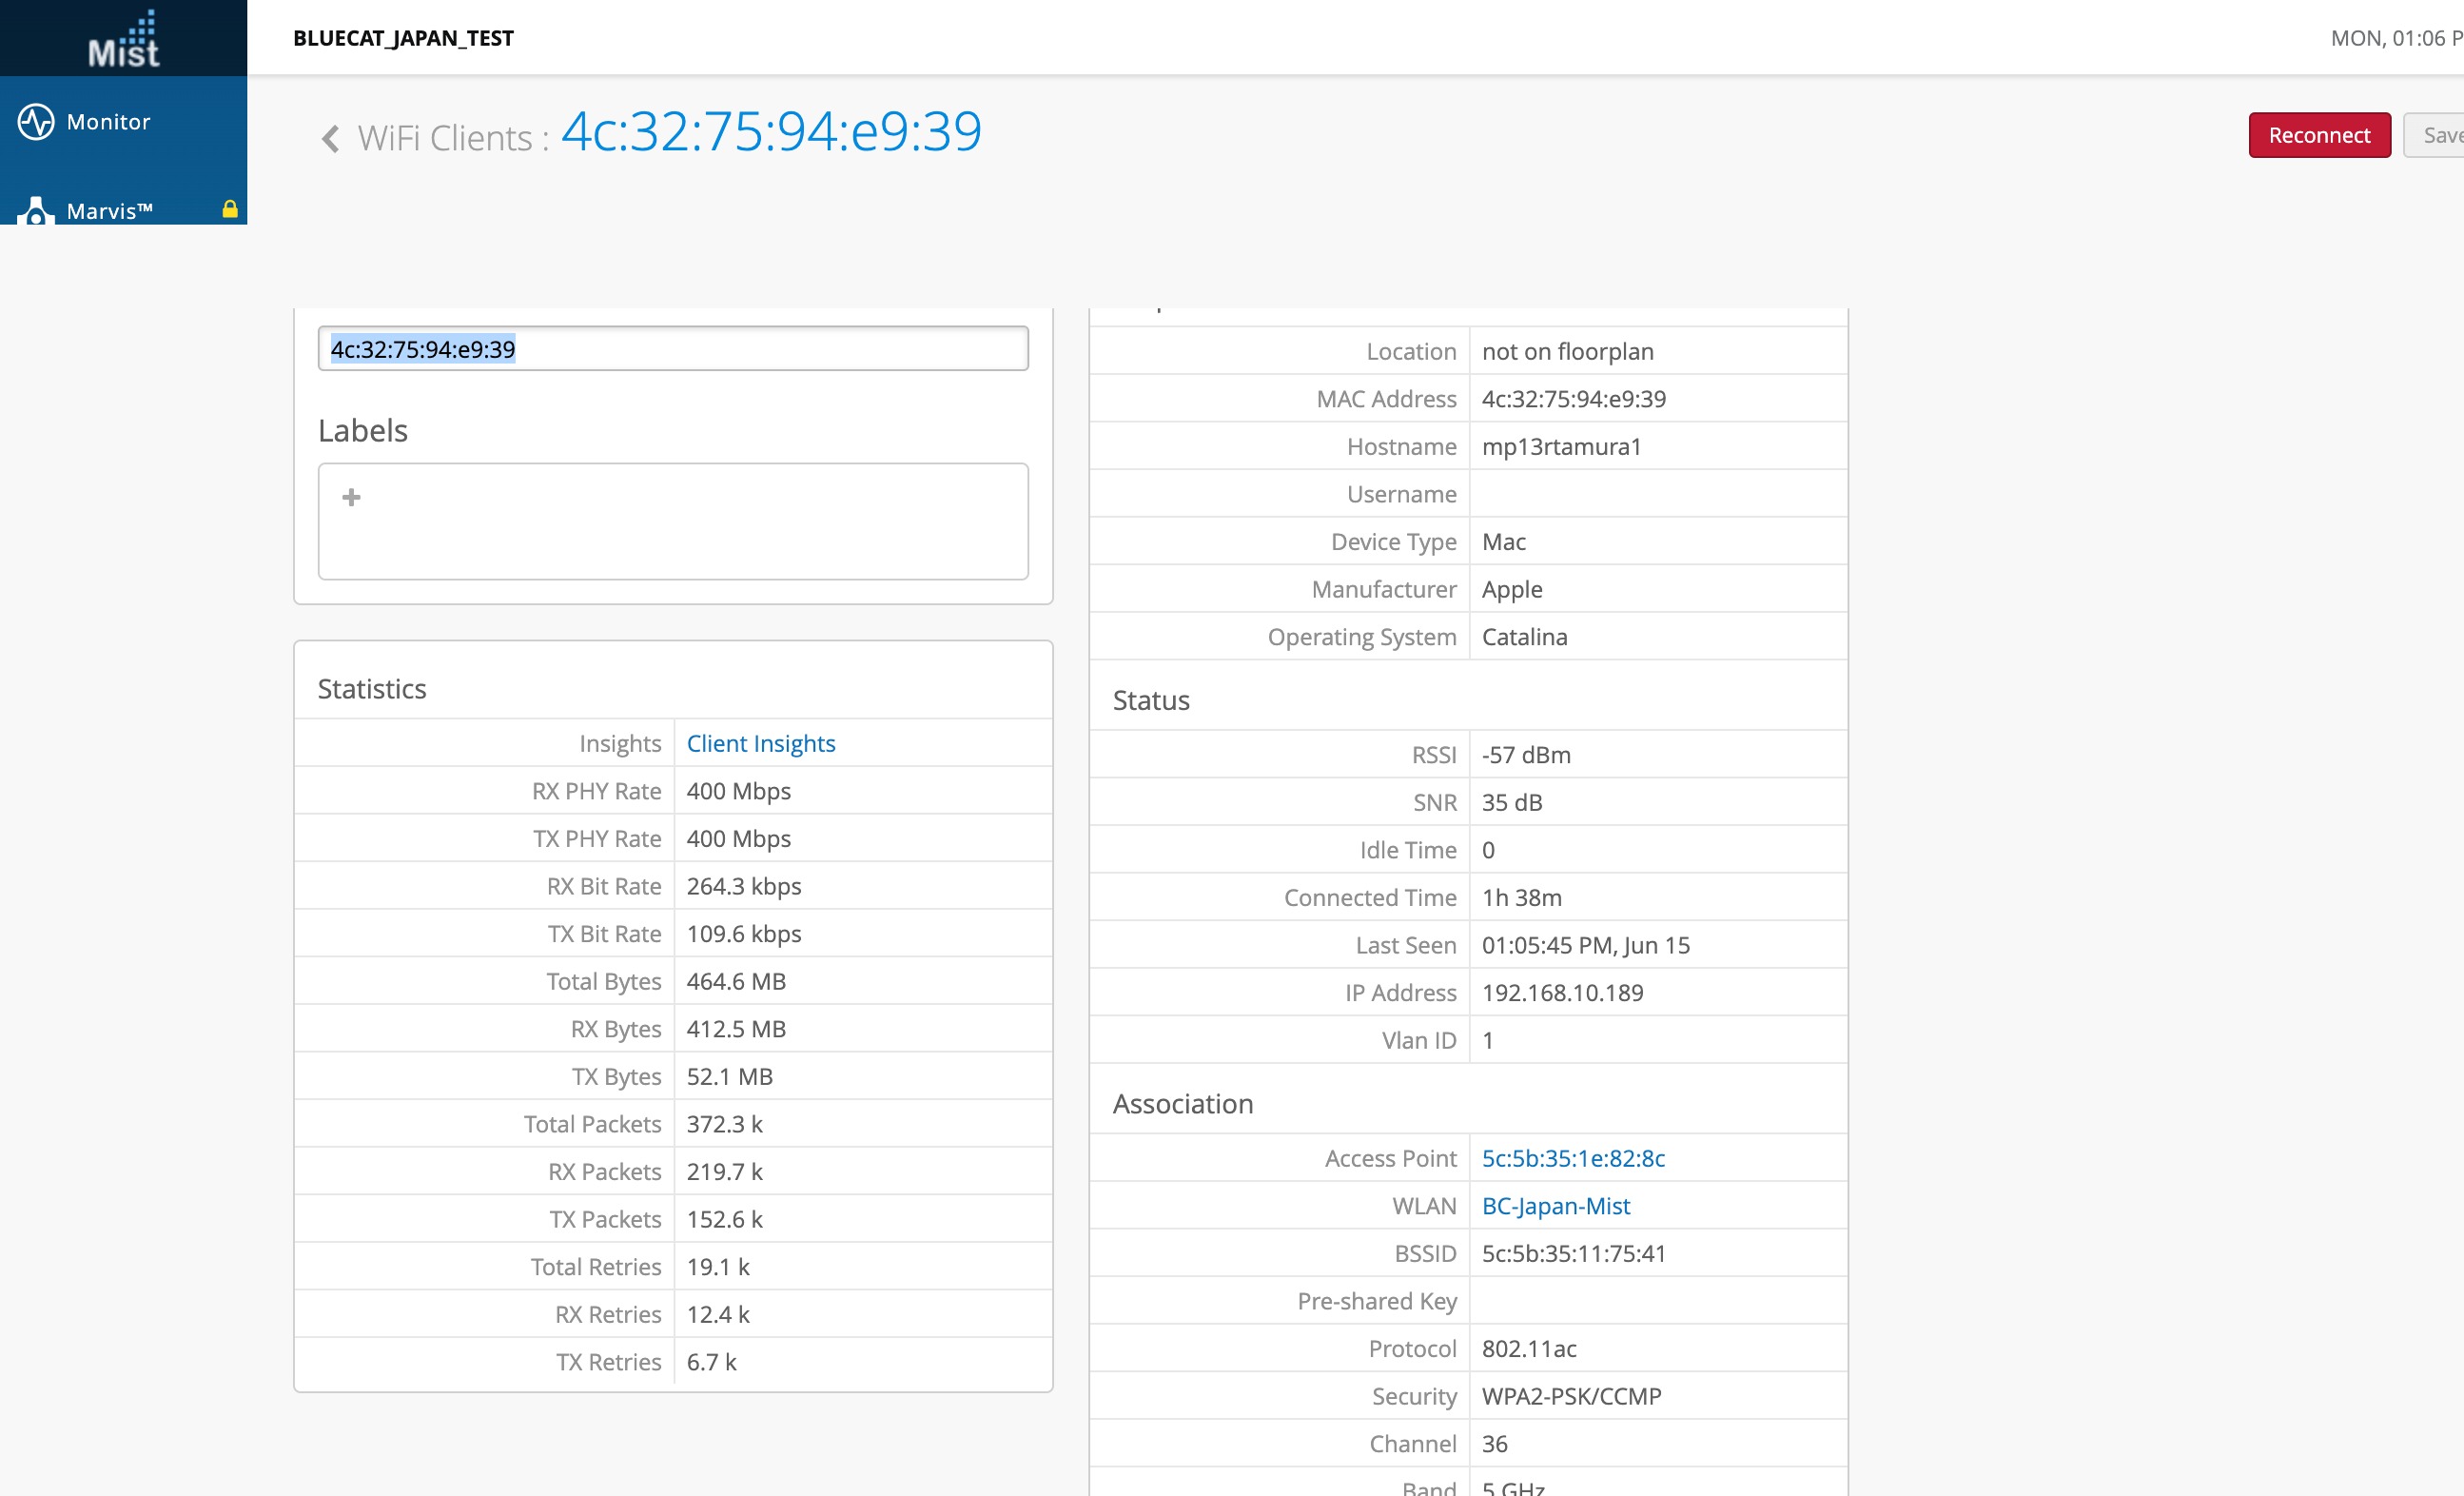 Mist
BLUECAT_JAPAN_TEST
MON, 01:06 P
Monitor
Marvis™
WiFi Clients : 4c:32:75:94:e9:39
Reconnect
Save
4c:32:75:94:e9:39
Labels
+
Statistics
Insights Client Insights
RX PHY Rate 400 Mbps
TX PHY Rate 400 Mbps
RX Bit Rate 264.3 kbps
TX Bit Rate 109.6 kbps
Total Bytes 464.6 MB
RX Bytes 412.5 MB
TX Bytes 52.1 MB
Total Packets 372.3 k
RX Packets 219.7 k
TX Packets 152.6 k
Total Retries 19.1 k
RX Retries 12.4 k
TX Retries 6.7 k
Location not on floorplan
MAC Address 4c:32:75:94:e9:39
Hostname mp13rtamura1
Username
Device Type Mac
Manufacturer Apple
Operating System Catalina
Status
RSSI -57 dBm
SNR 35 dB
Idle Time 0
Connected Time 1h 38m
Last Seen 01:05:45 PM, Jun 15
IP Address 192.168.10.189
Vlan ID 1
Association
Access Point 5c:5b:35:1e:82:8c
WLAN BC-Japan-Mist
BSSID 5c:5b:35:11:75:41
Pre-shared Key
Protocol 802.11ac
Security WPA2-PSK/CCMP
Channel 36
Band 5 GHz